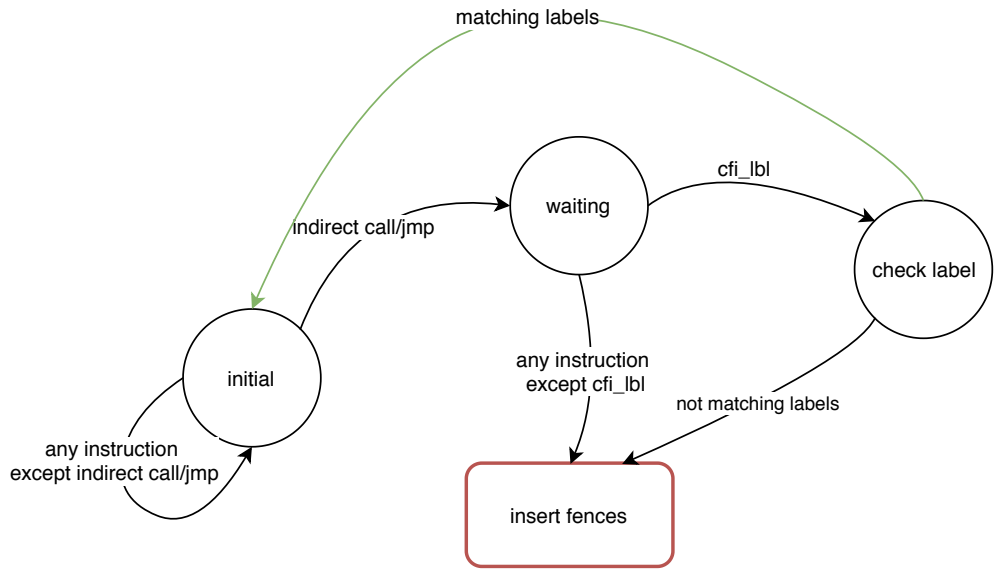 matching labels
cfi_lbl
waiting
indirect call/jmp
check label
any instruction
except cfi_lbl
initial
not matching labels
any instruction
except indirect call/jmp
insert fences